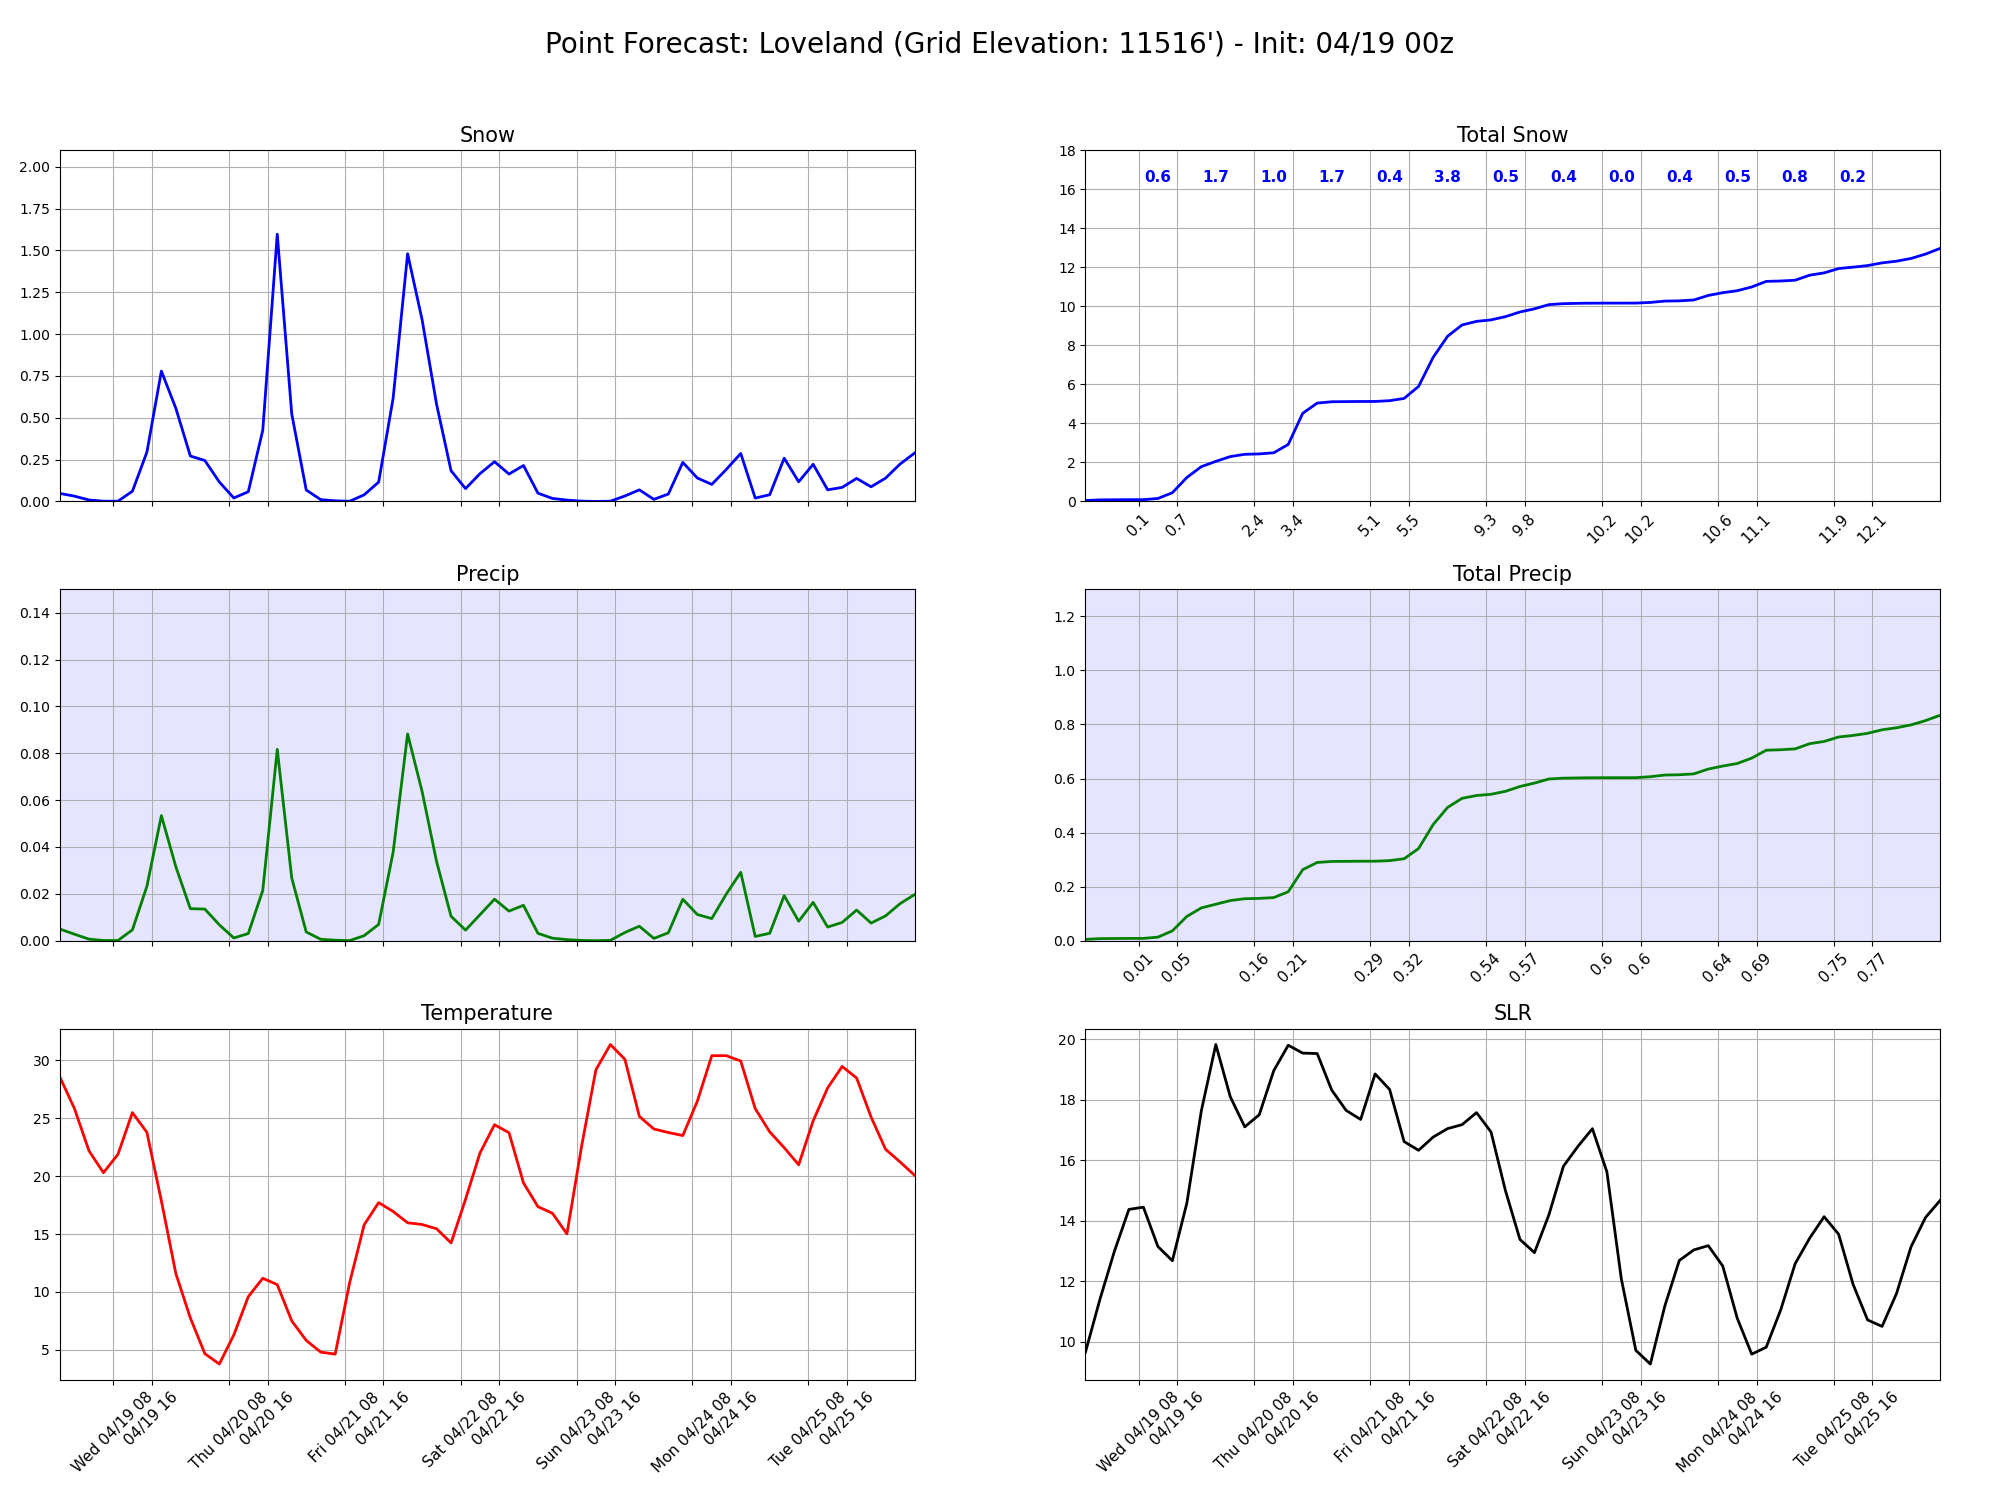 Point Forecast: Loveland (Grid Elevation: 11516') - Init: 04/19 00z
Snow
2.00
1.75
1.50
1.25
1.00
0.75
0.50
0.25
0.00
Total Snow
18
16
14
12
10
8
6
4
2
0
0.6 1.7 1.0 1.7 0.4 3.8 0.5 0.4 0.0 0.4 0.5 0.8 0.2
0.1 0.7 2.4 3.4 5.1 5.5 9.3 9.8 10.2 10.2 10.6 11.1 11.9 12.1
Precip
0.14
0.12
0.10
0.08
0.06
0.04
0.02
0.00
Total Precip
1.2
1.0
0.8
0.6
0.4
0.2
0.0
0.01 0.05 0.16 0.21 0.29 0.32 0.54 0.57 0.6 0.6 0.64 0.69 0.75 0.77
Temperature
30
25
20
15
10
5
Wed 04/19 08
04/19 16
Thu 04/20 08
04/20 16
Fri 04/21 08
04/21 16
Sat 04/22 08
04/22 16
Sun 04/23 08
04/23 16
Mon 04/24 08
04/24 16
Tue 04/25 08
04/25 16
SLR
20
18
16
14
12
10
Wed 04/19 08
04/19 16
Thu 04/20 08
04/20 16
Fri 04/21 08
04/21 16
Sat 04/22 08
04/22 16
Sun 04/23 08
04/23 16
Mon 04/24 08
04/24 16
Tue 04/25 08
04/25 16